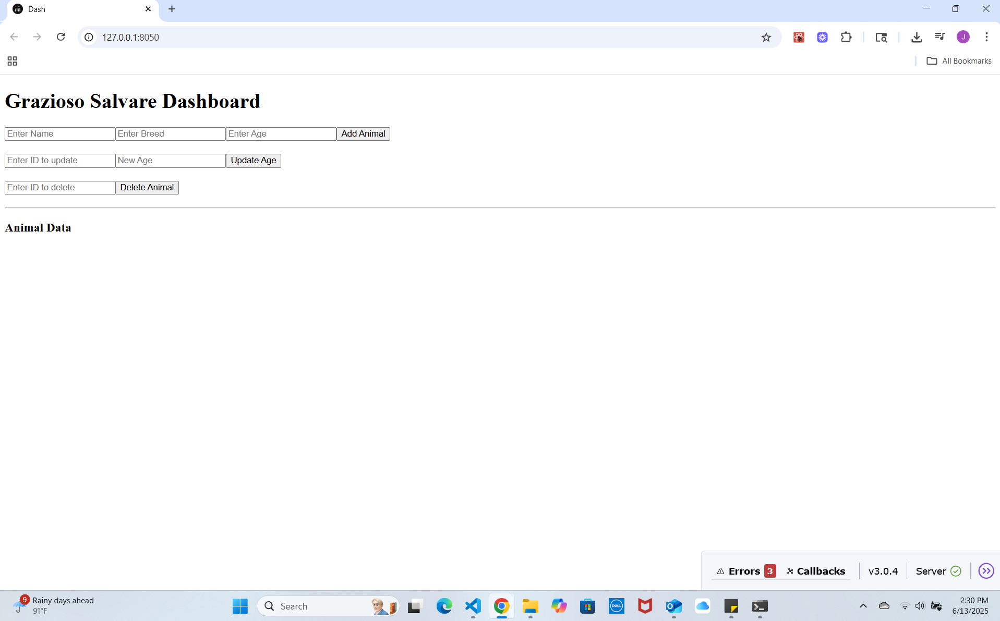 Dash
127.0.0.1:8050
J
All Bookmarks
Grazioso Salvare Dashboard
Enter Name Enter Breed Enter Age Add Animal
Enter ID to update New Age Update Age
Enter ID to delete Delete Animal
Animal Data
Errors 3 Callbacks v3.0.4 Server
9 Rainy days ahead
91°F
Search
DELL
2:30 PM
6/13/2025